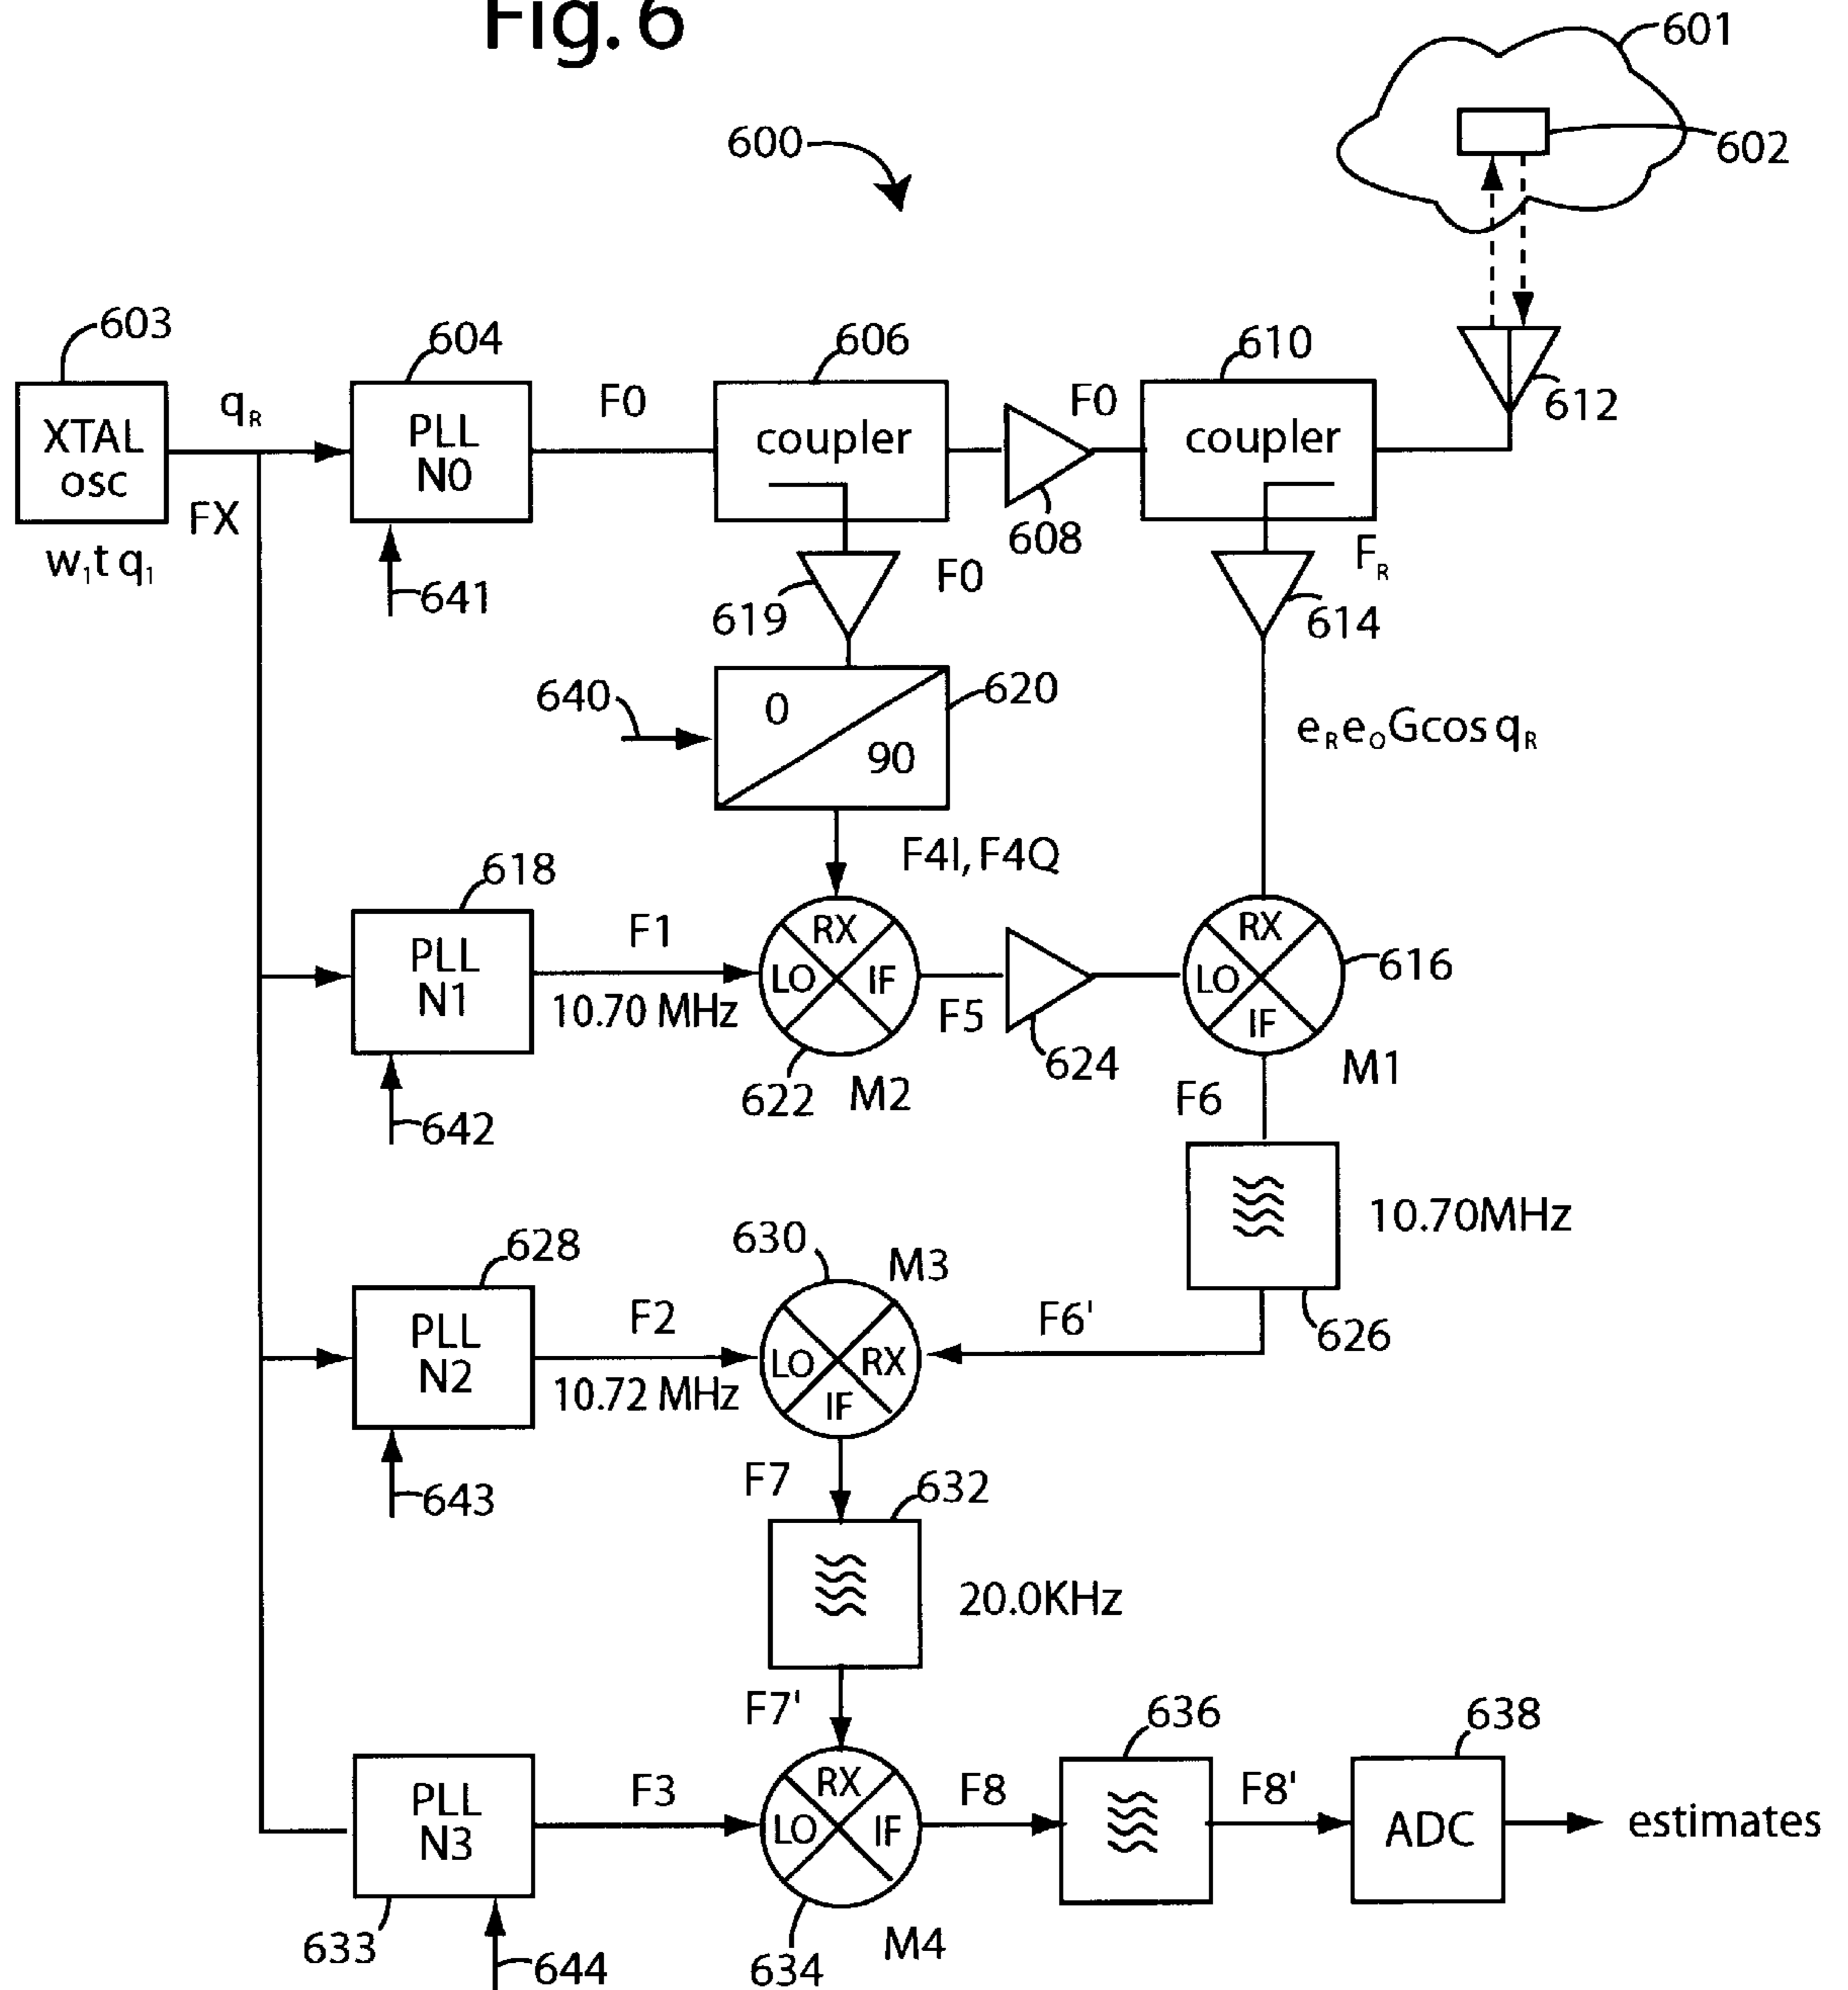 Fig. 6
601
600
602
603
604
606
610
612
XTAL osc
q_R
FX
w_1 t q_1
PLL N0
F0
coupler
F0
coupler
608
641
619
F0
F_R
614
640
0
90
620
e_R e_O G cos q_R
F4I, F4Q
618
PLL N1
F1
10.70 MHz
RX
LO
IF
F5
624
RX
LO
IF
616
642
622
M2
M1
F6
10.70MHz
626
628
630
M3
PLL N2
F2
10.72 MHz
LO
RX
IF
F6'
643
F7
632
20.0KHz
F7'
636
638
PLL N3
F3
RX
LO
IF
F8
F8'
ADC
estimates
633
644
634
M4